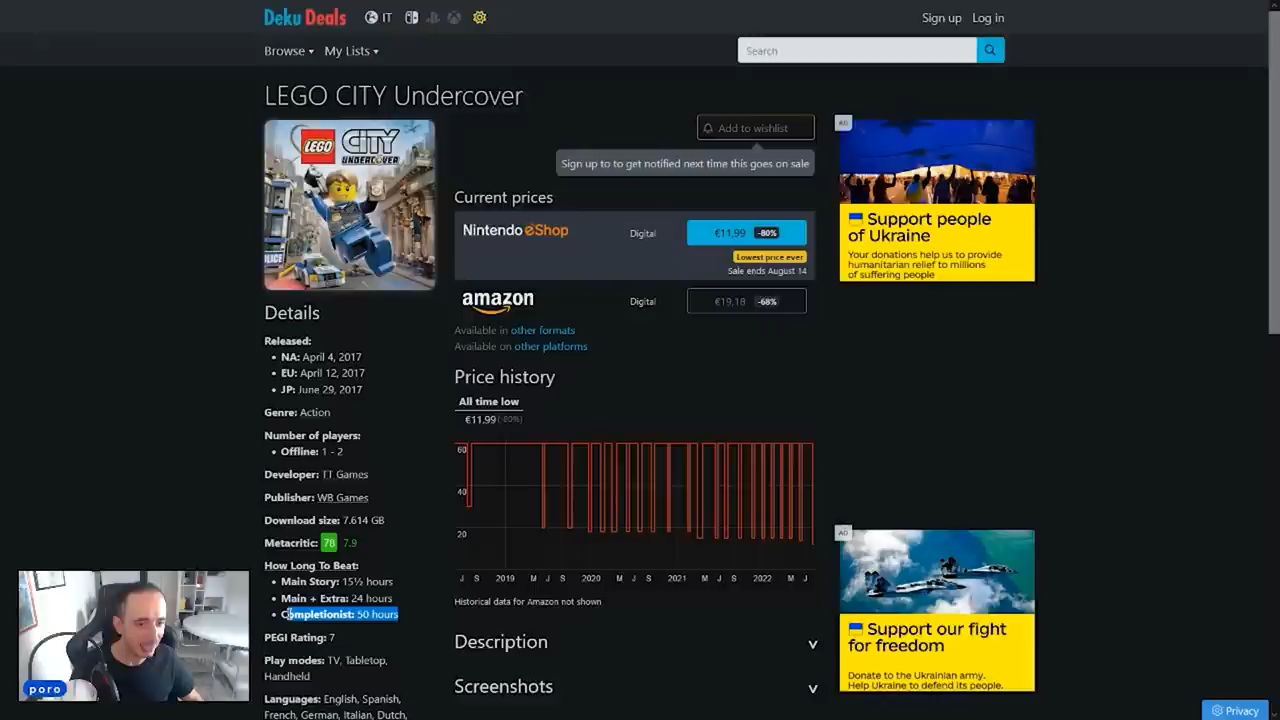 Deku Deals
IT
Sign up
Log in
Browse
My Lists
Search
LEGO CITY Undercover
LEGO CITY
UNDERCOVER
POLICE
Add to wishlist
Sign up to to get notified next time this goes on sale
Current prices
Nintendo eShop
Digital
€11,99 -80%
Lowest price ever
Sale ends August 14
amazon
Digital
€19,18 -68%
Available in other formats
Available on other platforms
Price history
All time low
€11,99 (-80%)
60
40
20
J S 2019 M J S 2020 M J S 2021 M J S 2022 M J
Historical data for Amazon not shown
Description
Screenshots
Details
Released:
NA: April 4, 2017
EU: April 12, 2017
JP: June 29, 2017
Genre: Action
Number of players:
Offline: 1 - 2
Developer: TT Games
Publisher: WB Games
Download size: 7.614 GB
Metacritic: 78 7.9
How Long To Beat:
Main Story: 15½ hours
Main + Extra: 24 hours
Completionist: 50 hours
PEGI Rating: 7
Play modes: TV, Tabletop,
Handheld
Languages: English, Spanish,
French, German, Italian, Dutch,
AD
Support people
of Ukraine
Your donations help us to provide
humanitarian relief to millions
of suffering people
AD
Support our fight
for freedom
Donate to the Ukrainian army.
Help Ukraine to defend its people.
poro
Privacy